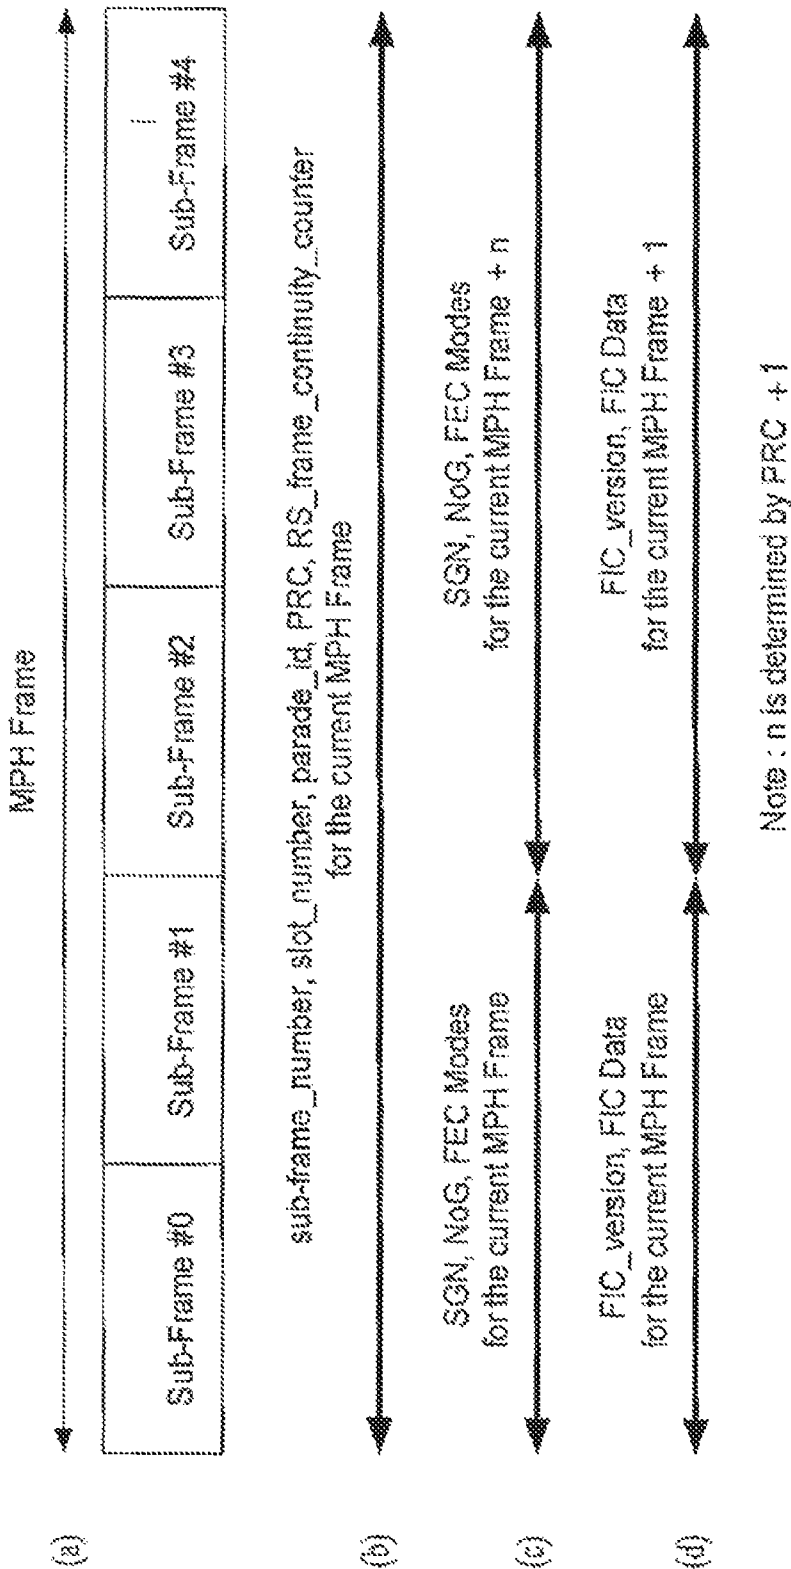 MPH Frame
(a)
Sub-Frame #0
Sub-Frame #1
Sub-Frame #2
Sub-Frame #3
Sub-Frame #4
(b)
sub-frame_number, slot_number, parade_id, PRC, RS_frame_continuity_counter
for the current MPH Frame
(c)
SGN, NoG, FEC Modes
for the current MPH Frame
SGN, NoG, FEC Modes
for the current MPH Frame + n
(d)
FIC_version, FIC Data
for the current MPH Frame
FIC_version, FIC Data
for the current MPH Frame + 1
Note : n is determined by PRC + 1